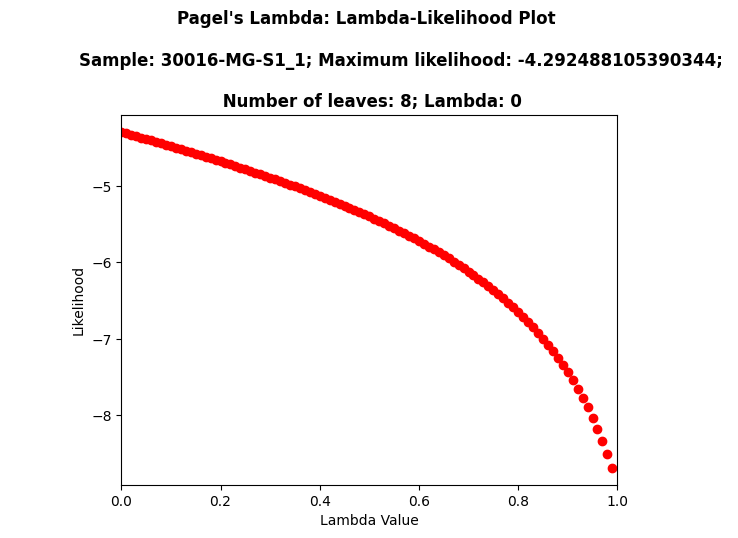 Pagel's Lambda: Lambda-Likelihood Plot
Sample: 30016-MG-S1_1; Maximum likelihood: -4.292488105390344;
Number of leaves: 8; Lambda: 0
−5
−6
−7
−8
Likelihood
0.0 0.2 0.4 0.6 0.8 1.0
Lambda Value